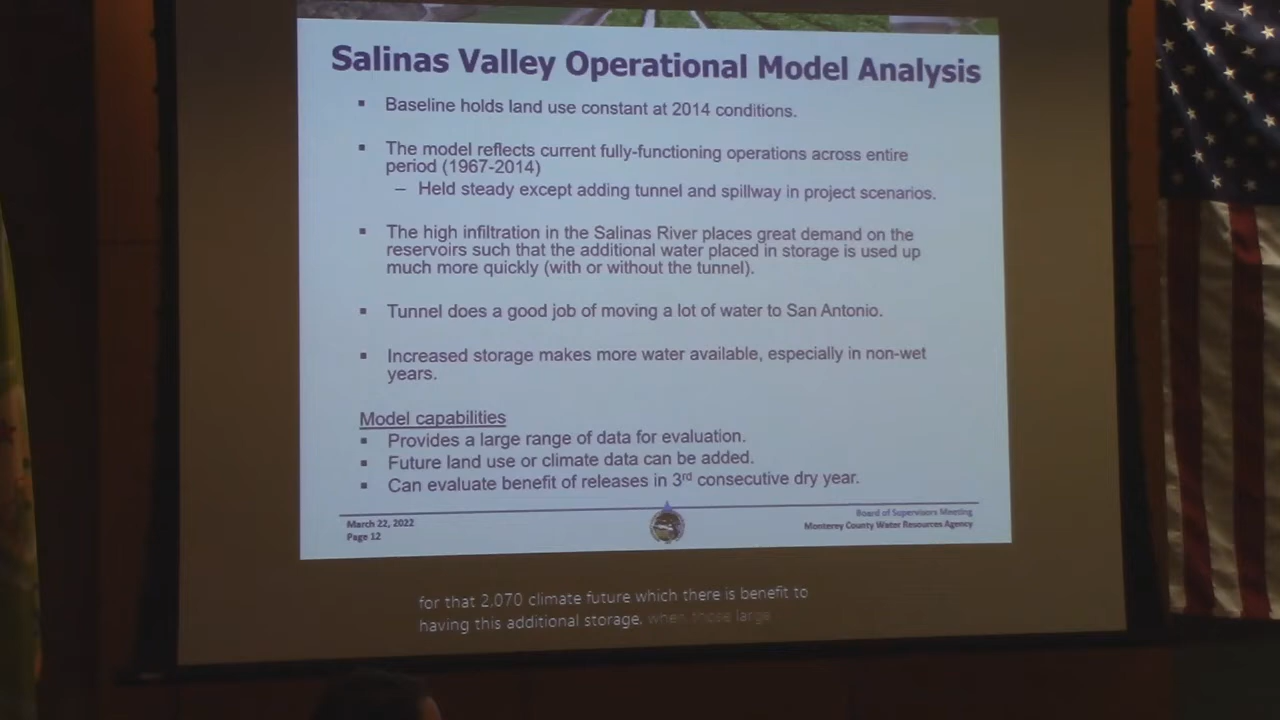 Salinas Valley Operational Model Analysis
▪ Baseline holds land use constant at 2014 conditions.
▪ The model reflects current fully-functioning operations across entire
period (1967-2014)
– Held steady except adding tunnel and spillway in project scenarios.
▪ The high infiltration in the Salinas River places great demand on the
reservoirs such that the additional water placed in storage is used up
much more quickly (with or without the tunnel).
▪ Tunnel does a good job of moving a lot of water to San Antonio.
▪ Increased storage makes more water available, especially in non-wet
years.
Model capabilities
▪ Provides a large range of data for evaluation.
▪ Future land use or climate data can be added.
▪ Can evaluate benefit of releases in 3rd consecutive dry year.
March 22, 2022
Page 12
Board of Supervisors Meeting
Monterey County Water Resources Agency
for that 2,070 climate future which there is benefit to
having this additional storage. when those large